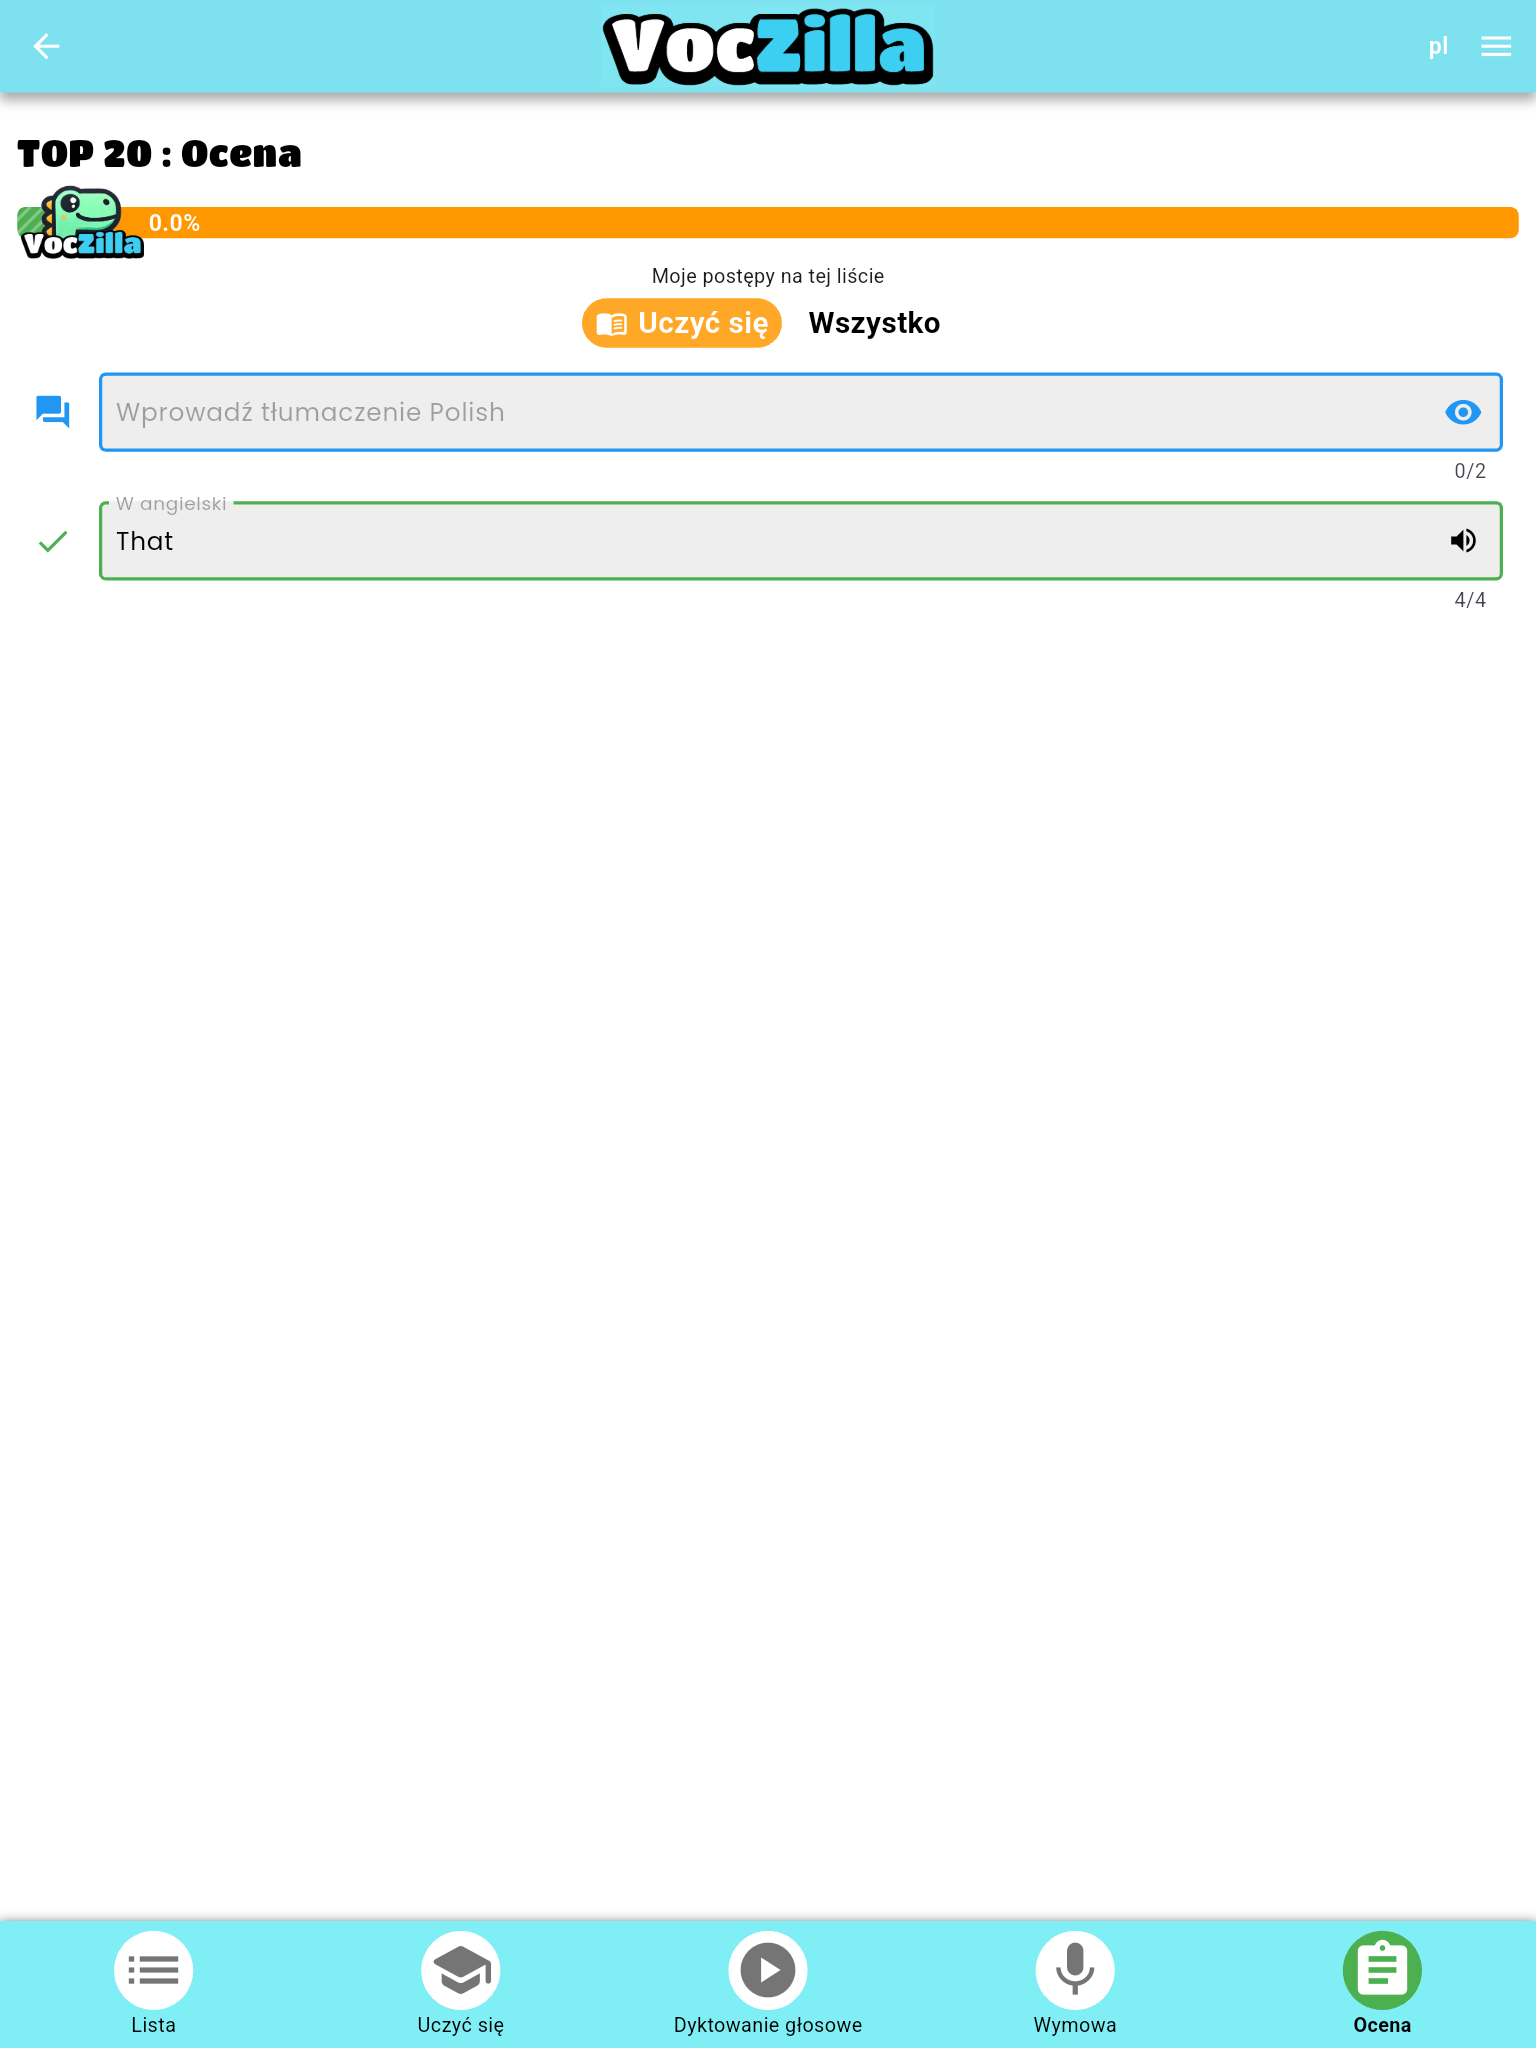 VocZilla
pl
TOP 20 : Ocena
VocZilla
0.0%
Moje postępy na tej liście
Uczyć się Wszystko
Wprowadź tłumaczenie Polish
0/2
W angielski
That
4/4
Lista
Uczyć się
Dyktowanie głosowe
Wymowa
Ocena